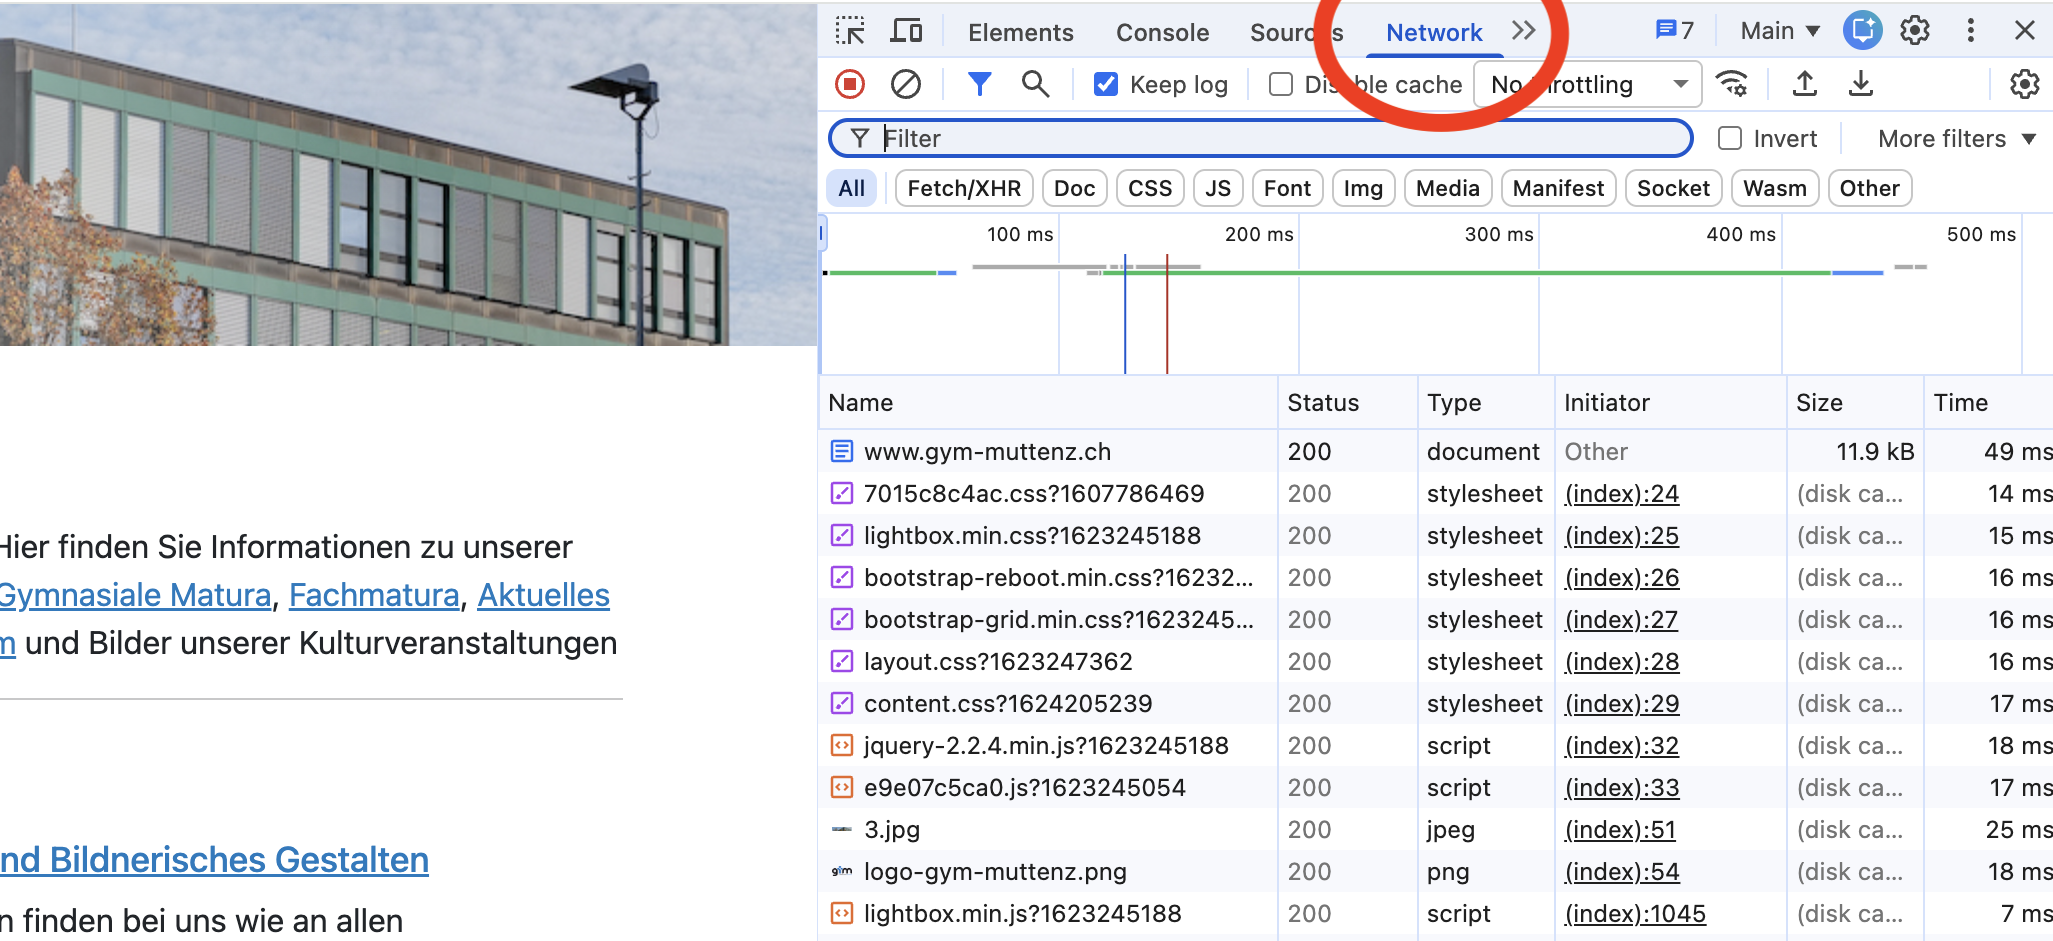 Elements Console Sources Network 7 Main
Keep log Disable cache No throttling
Filter Invert More filters
All Fetch/XHR Doc CSS JS Font Img Media Manifest Socket Wasm Other
100 ms 200 ms 300 ms 400 ms 500 ms
Name Status Type Initiator Size Time
www.gym-muttenz.ch 200 document Other 11.9 kB 49 ms
7015c8c4ac.css?1607786469 200 stylesheet (index):24 (disk ca... 14 ms
lightbox.min.css?1623245188 200 stylesheet (index):25 (disk ca... 15 ms
bootstrap-reboot.min.css?16232... 200 stylesheet (index):26 (disk ca... 16 ms
bootstrap-grid.min.css?1623245... 200 stylesheet (index):27 (disk ca... 16 ms
layout.css?1623247362 200 stylesheet (index):28 (disk ca... 16 ms
content.css?1624205239 200 stylesheet (index):29 (disk ca... 17 ms
jquery-2.2.4.min.js?1623245188 200 script (index):32 (disk ca... 18 ms
e9e07c5ca0.js?1623245054 200 script (index):33 (disk ca... 17 ms
3.jpg 200 jpeg (index):51 (disk ca... 25 ms
logo-gym-muttenz.png 200 png (index):54 (disk ca... 18 ms
lightbox.min.js?1623245188 200 script (index):1045 (disk ca... 7 ms
Hier finden Sie Informationen zu unserer
Gymnasiale Matura, Fachmatura, Aktuelles
m und Bilder unserer Kulturveranstaltungen
nd Bildnerisches Gestalten
n finden bei uns wie an allen